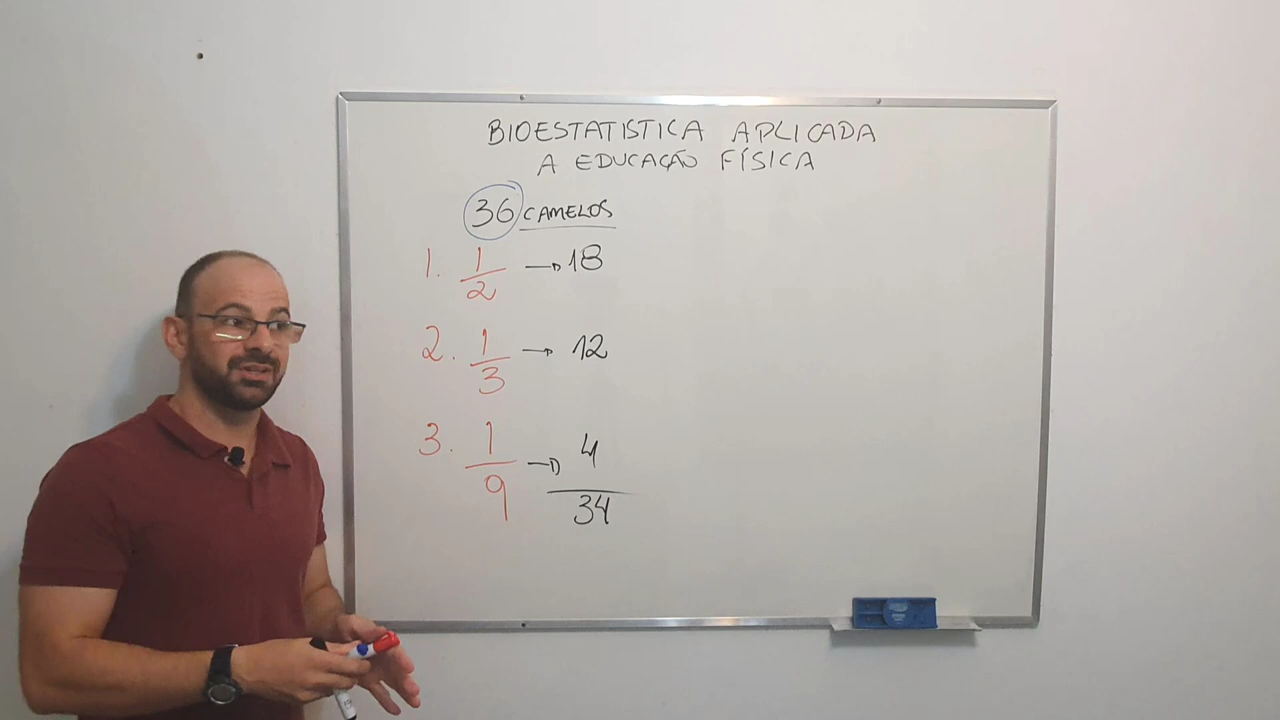 BIOESTATISTICA APLICADA
A EDUCAÇÃO FÍSICA
36 CAMELOS
1. 1/2 → 18
2. 1/3 → 12
3. 1/9 → 4
34